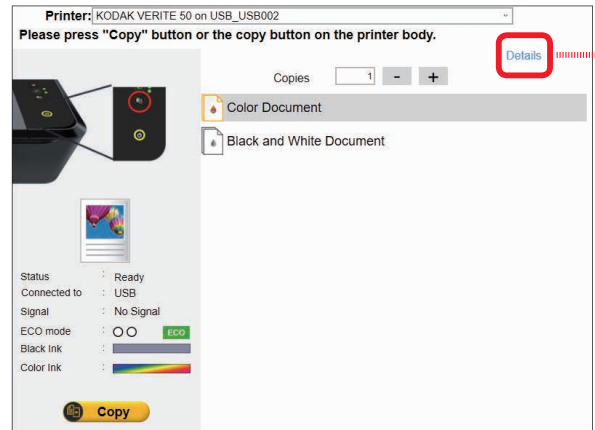 Printer: KODAK VERITE 50 on USB_USB002
Please press "Copy" button or the copy button on the printer body.
Details
Copies 1 - +
Color Document
Black and White Document
Status : Ready
Connected to : USB
Signal : No Signal
ECO mode : ECO
Black Ink :
Color Ink :
Copy